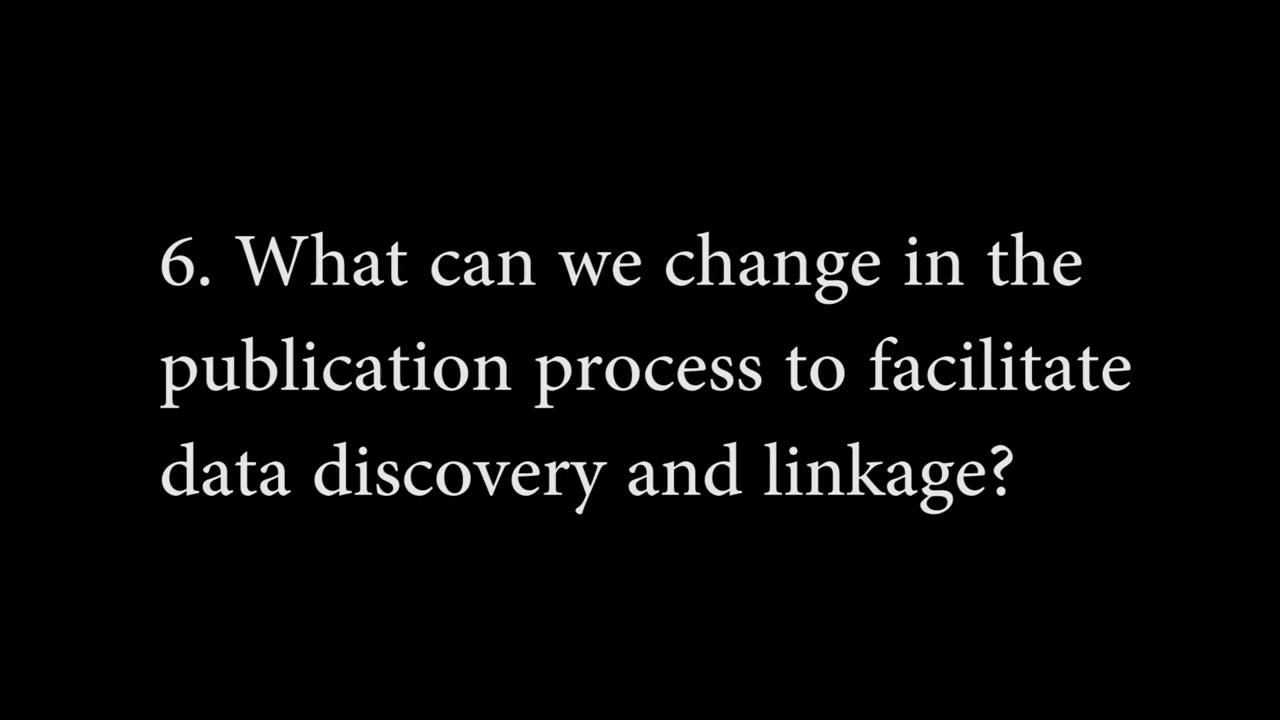 6. What can we change in the
publication process to facilitate
data discovery and linkage?